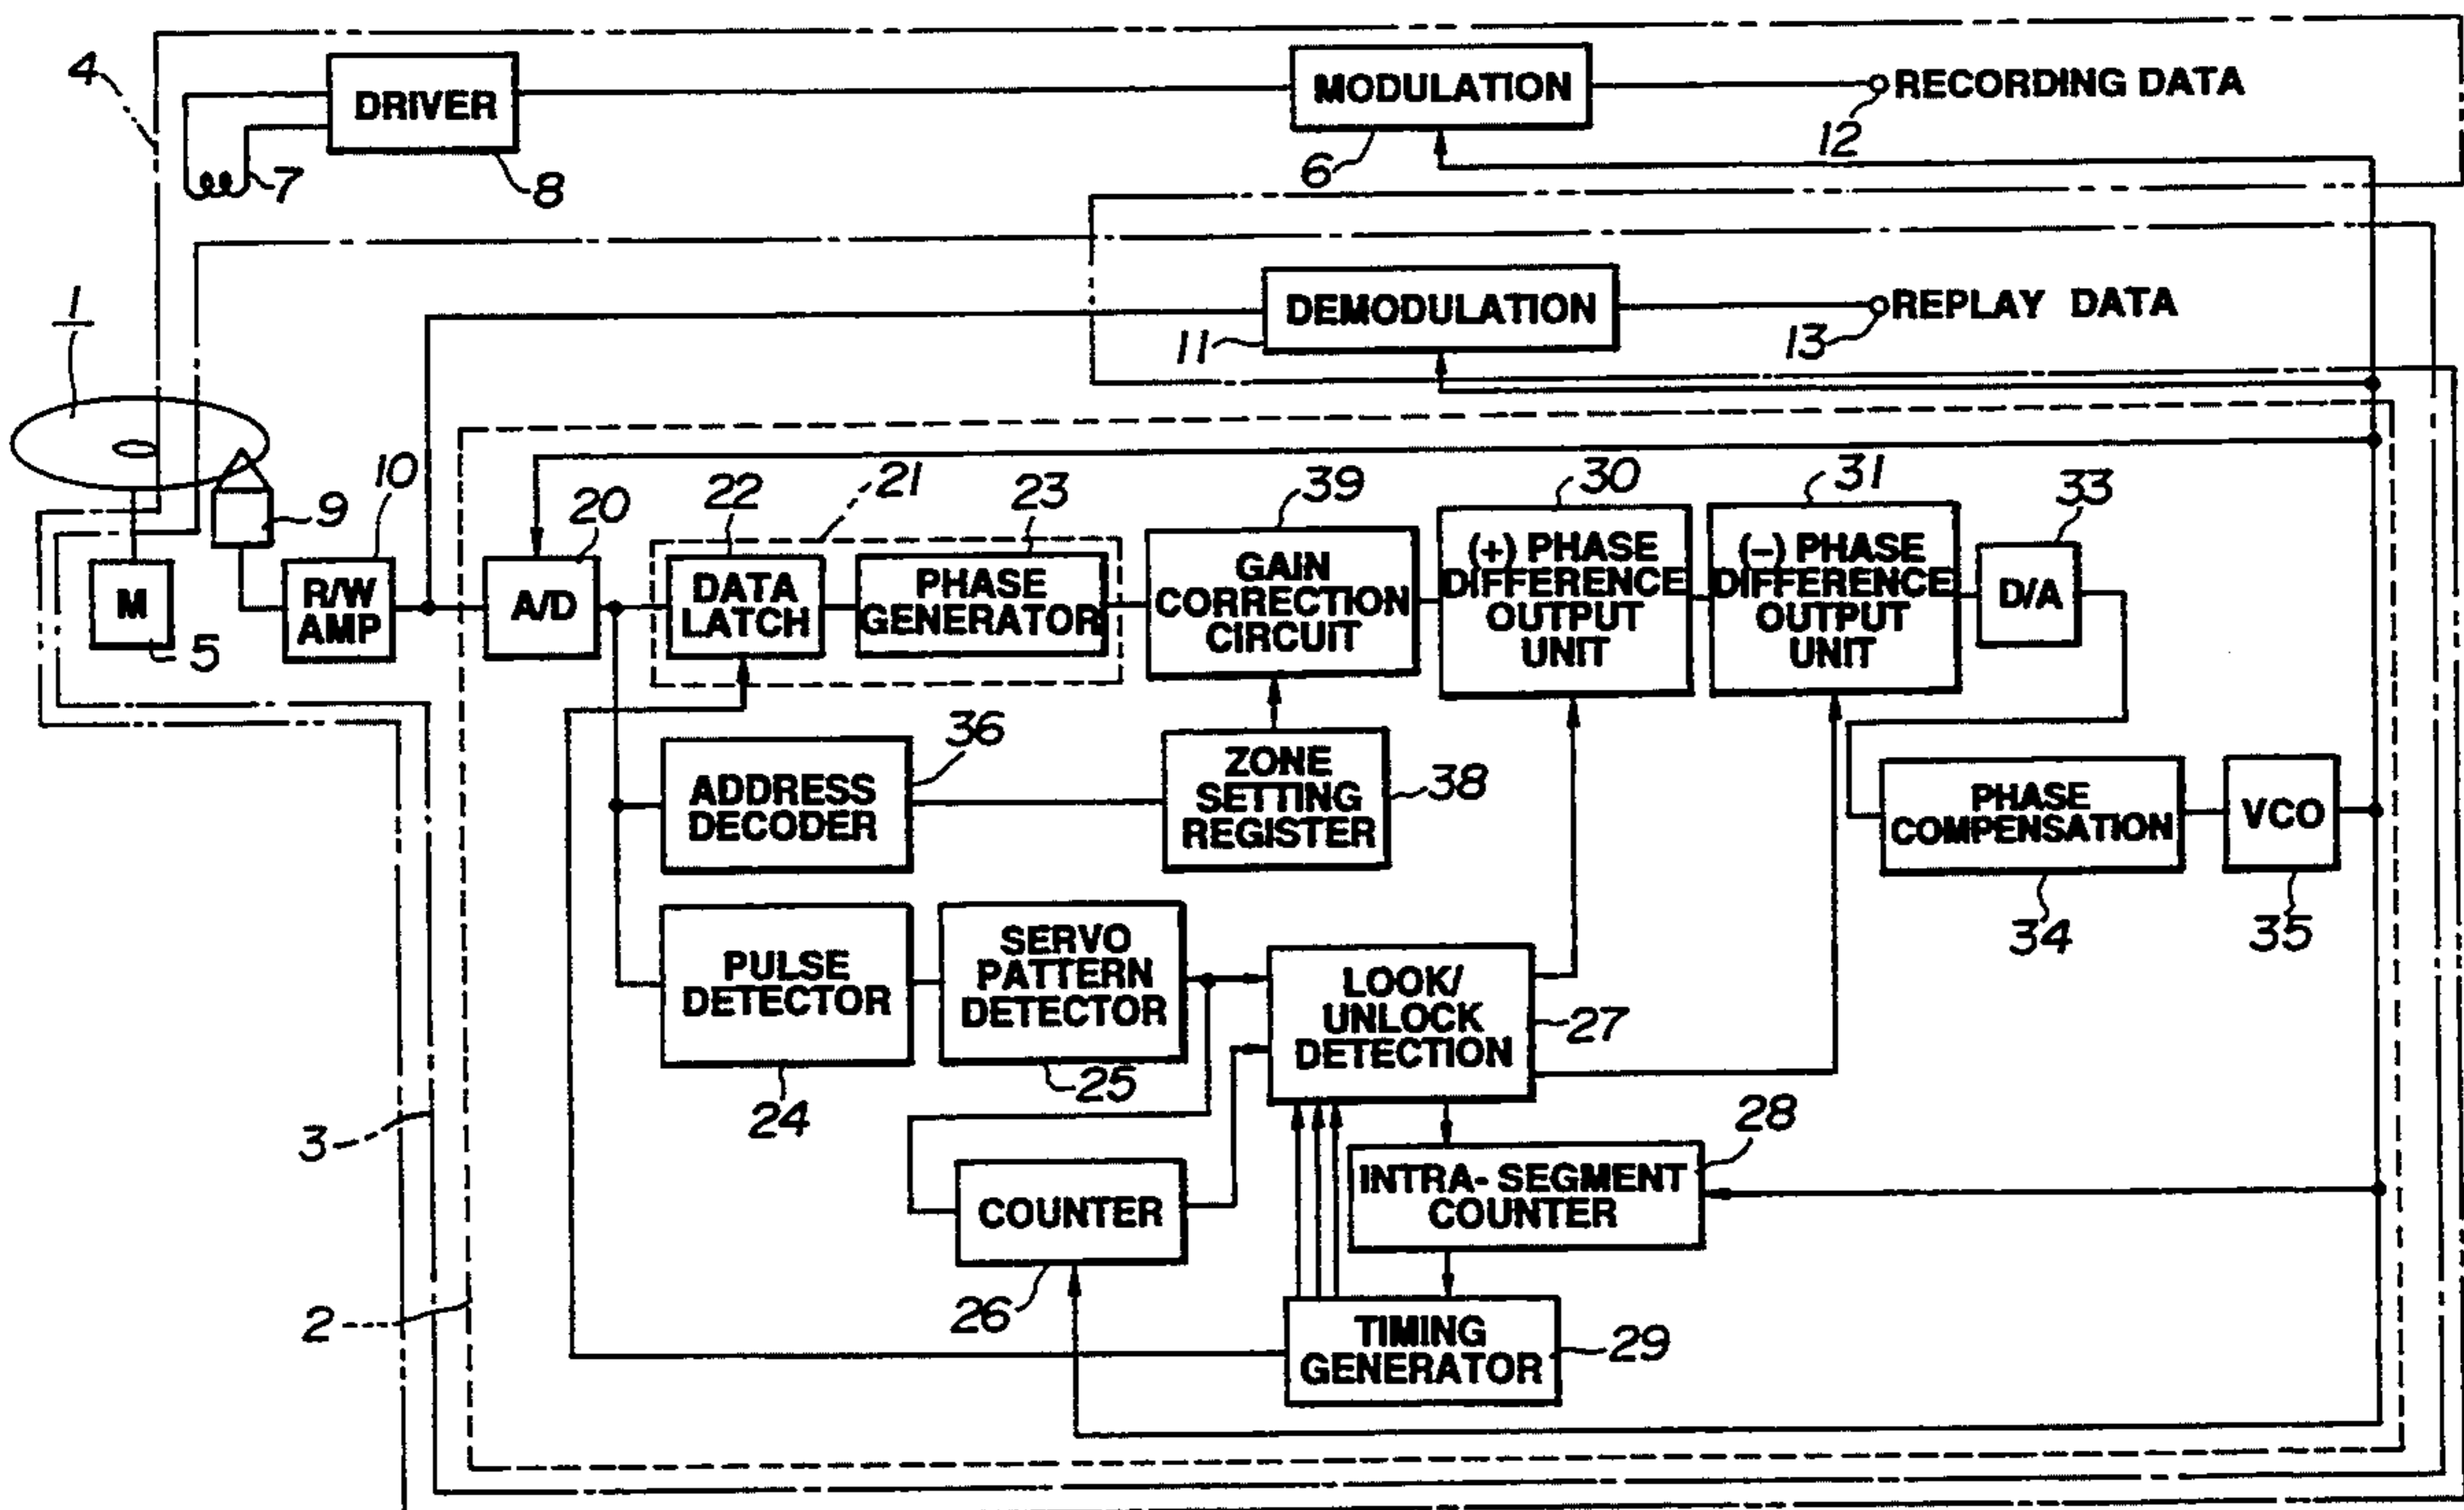 4
DRIVER
MODULATION
RECORDING DATA
7
8
6
12
1
DEMODULATION
REPLAY DATA
11
13
9
10
20
22
21
23
39
30
31
33
M
5
R/W
AMP
A/D
DATA
LATCH
PHASE
GENERATOR
GAIN
CORRECTION
CIRCUIT
(+) PHASE
DIFFERENCE
OUTPUT
UNIT
(−) PHASE
DIFFERENCE
OUTPUT
UNIT
D/A
ADDRESS
DECODER
36
ZONE
SETTING
REGISTER
38
PHASE
COMPENSATION
34
VCO
35
PULSE
DETECTOR
24
SERVO
PATTERN
DETECTOR
25
LOOK/
UNLOCK
DETECTION
27
3
28
COUNTER
26
INTRA- SEGMENT
COUNTER
2
TIMING
GENERATOR
29